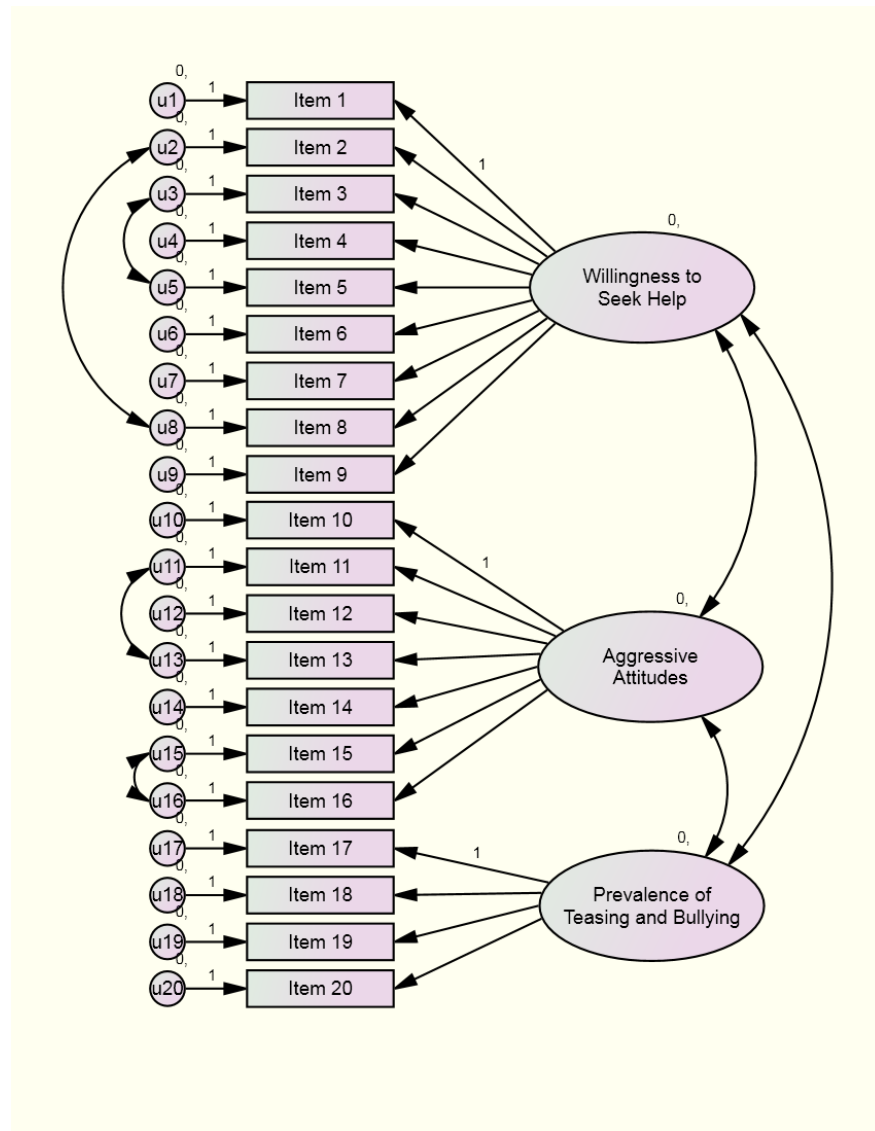 0,
u1 1 Item 1
0,
u2 1 Item 2
0,
u3 1 Item 3
0,
u4 1 Item 4
0,
u5 1 Item 5
0,
u6 1 Item 6
0,
u7 1 Item 7
0,
u8 1 Item 8
0,
u9 1 Item 9
0,
u10 1 Item 10
0,
u11 1 Item 11
0,
u12 1 Item 12
0,
u13 1 Item 13
0,
u14 1 Item 14
0,
u15 1 Item 15
0,
u16 1 Item 16
0,
u17 1 Item 17
0,
u18 1 Item 18
0,
u19 1 Item 19
0,
u20 1 Item 20
1
0,
Willingness to
Seek Help
1
0,
Aggressive
Attitudes
1
0,
Prevalence of
Teasing and Bullying